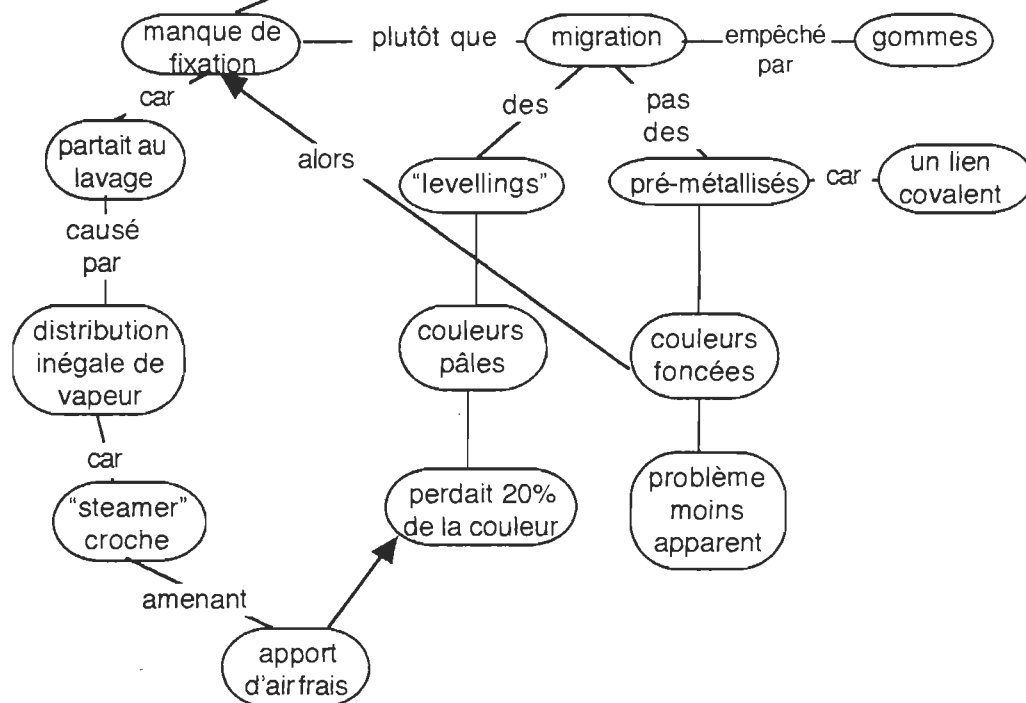 manque de
fixation
plutôt que
migration
empêché
par
gommes
car
des
pas
des
partait au
lavage
alors
"levellings"
pré-métallisés
car
un lien
covalent
causé
par
distribution
inégale de
vapeur
couleurs
pâles
couleurs
foncées
car
"steamer"
croche
perdait 20%
de la couleur
problème
moins
apparent
amenant
apport
d'air frais